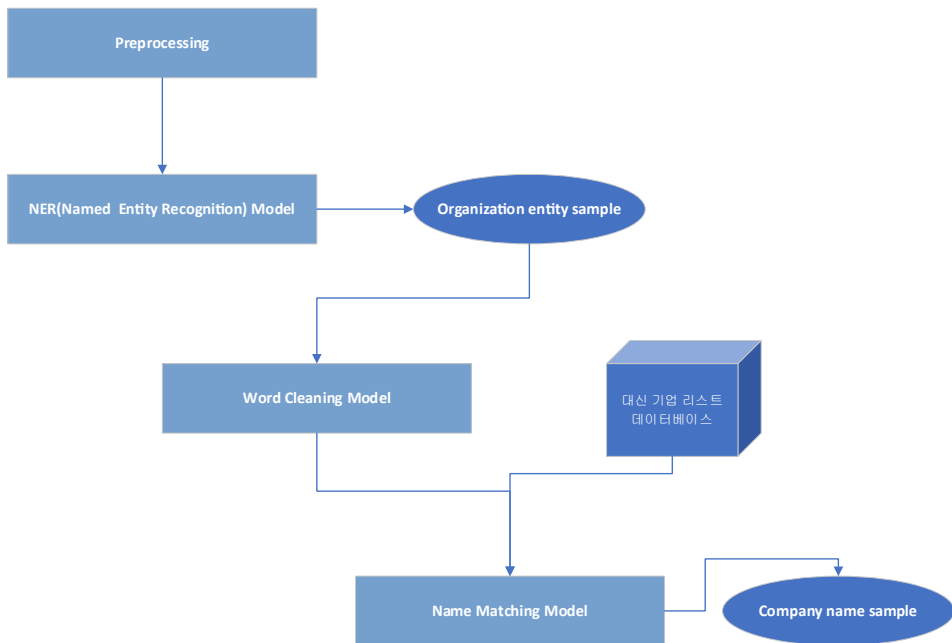 Preprocessing
NER(Named Entity Recognition) Model
Organization entity sample
Word Cleaning Model
대신 기업 리스트
데이터베이스
Name Matching Model
Company name sample